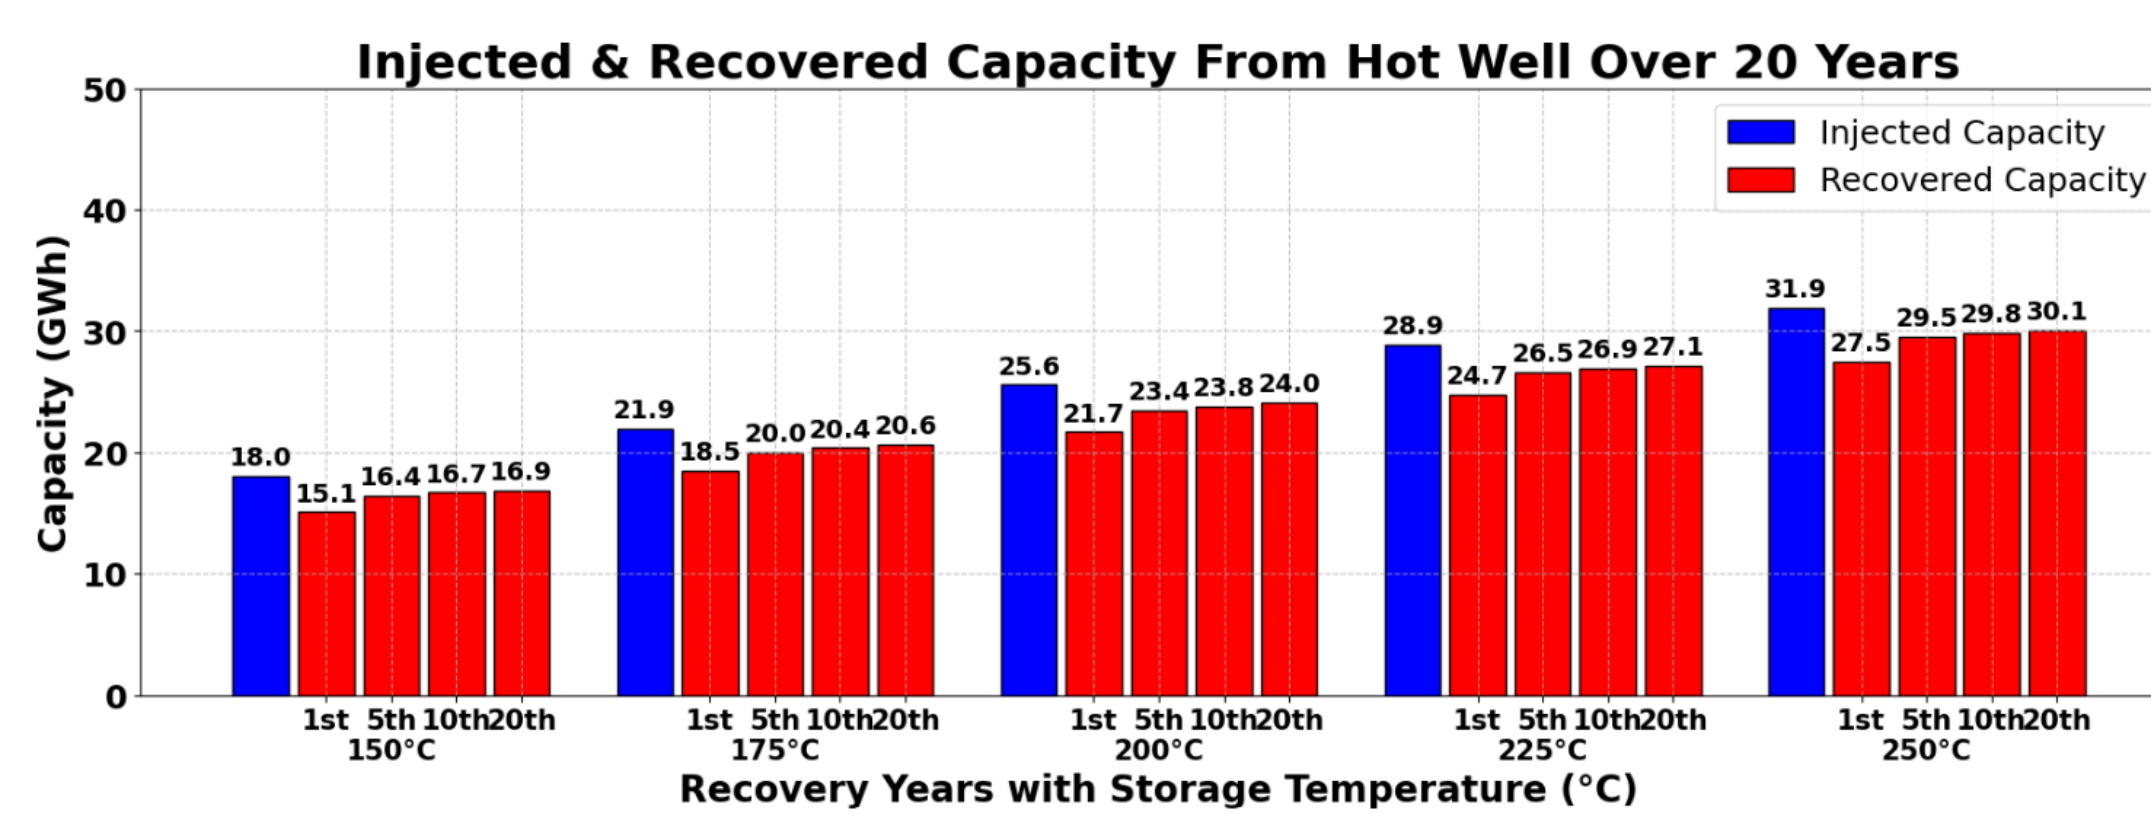 Injected & Recovered Capacity From Hot Well Over 20 Years
50
40
30
20
10
0
Capacity (GWh)
Injected Capacity
Recovered Capacity
18.0 15.1 16.4 16.7 16.9
21.9 18.5 20.0 20.4 20.6
25.6 21.7 23.4 23.8 24.0
28.9 24.7 26.5 26.9 27.1
31.9 27.5 29.5 29.8 30.1
1st 5th 10th 20th 1st 5th 10th 20th 1st 5th 10th 20th 1st 5th 10th 20th 1st 5th 10th 20th
150°C 175°C 200°C 225°C 250°C
Recovery Years with Storage Temperature (°C)